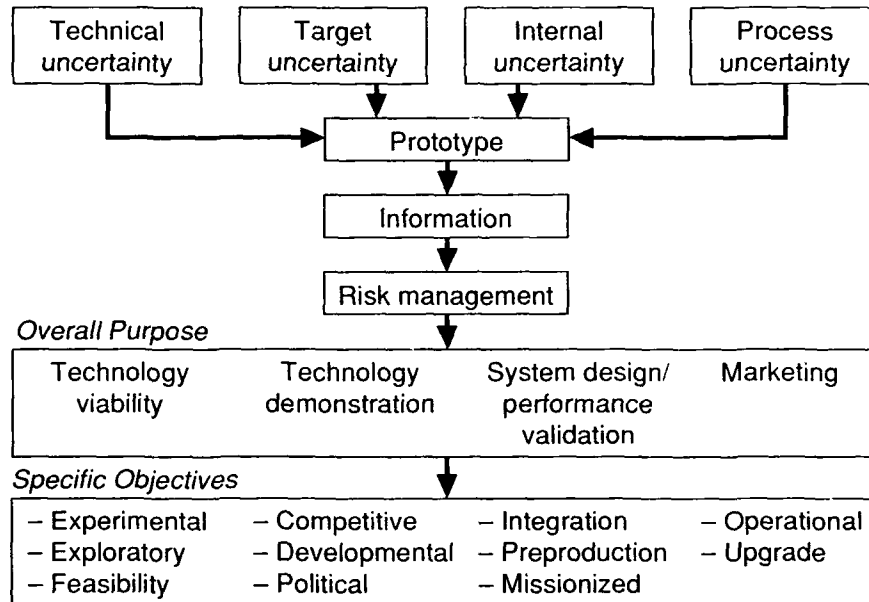 Technical
uncertainty
Target
uncertainty
Internal
uncertainty
Process
uncertainty
Prototype
Information
Risk management
Overall Purpose
Technology
viability
Technology
demonstration
System design/
performance
validation
Marketing
Specific Objectives
– Experimental
– Exploratory
– Feasibility
– Competitive
– Developmental
– Political
– Integration
– Preproduction
– Missionized
– Operational
– Upgrade